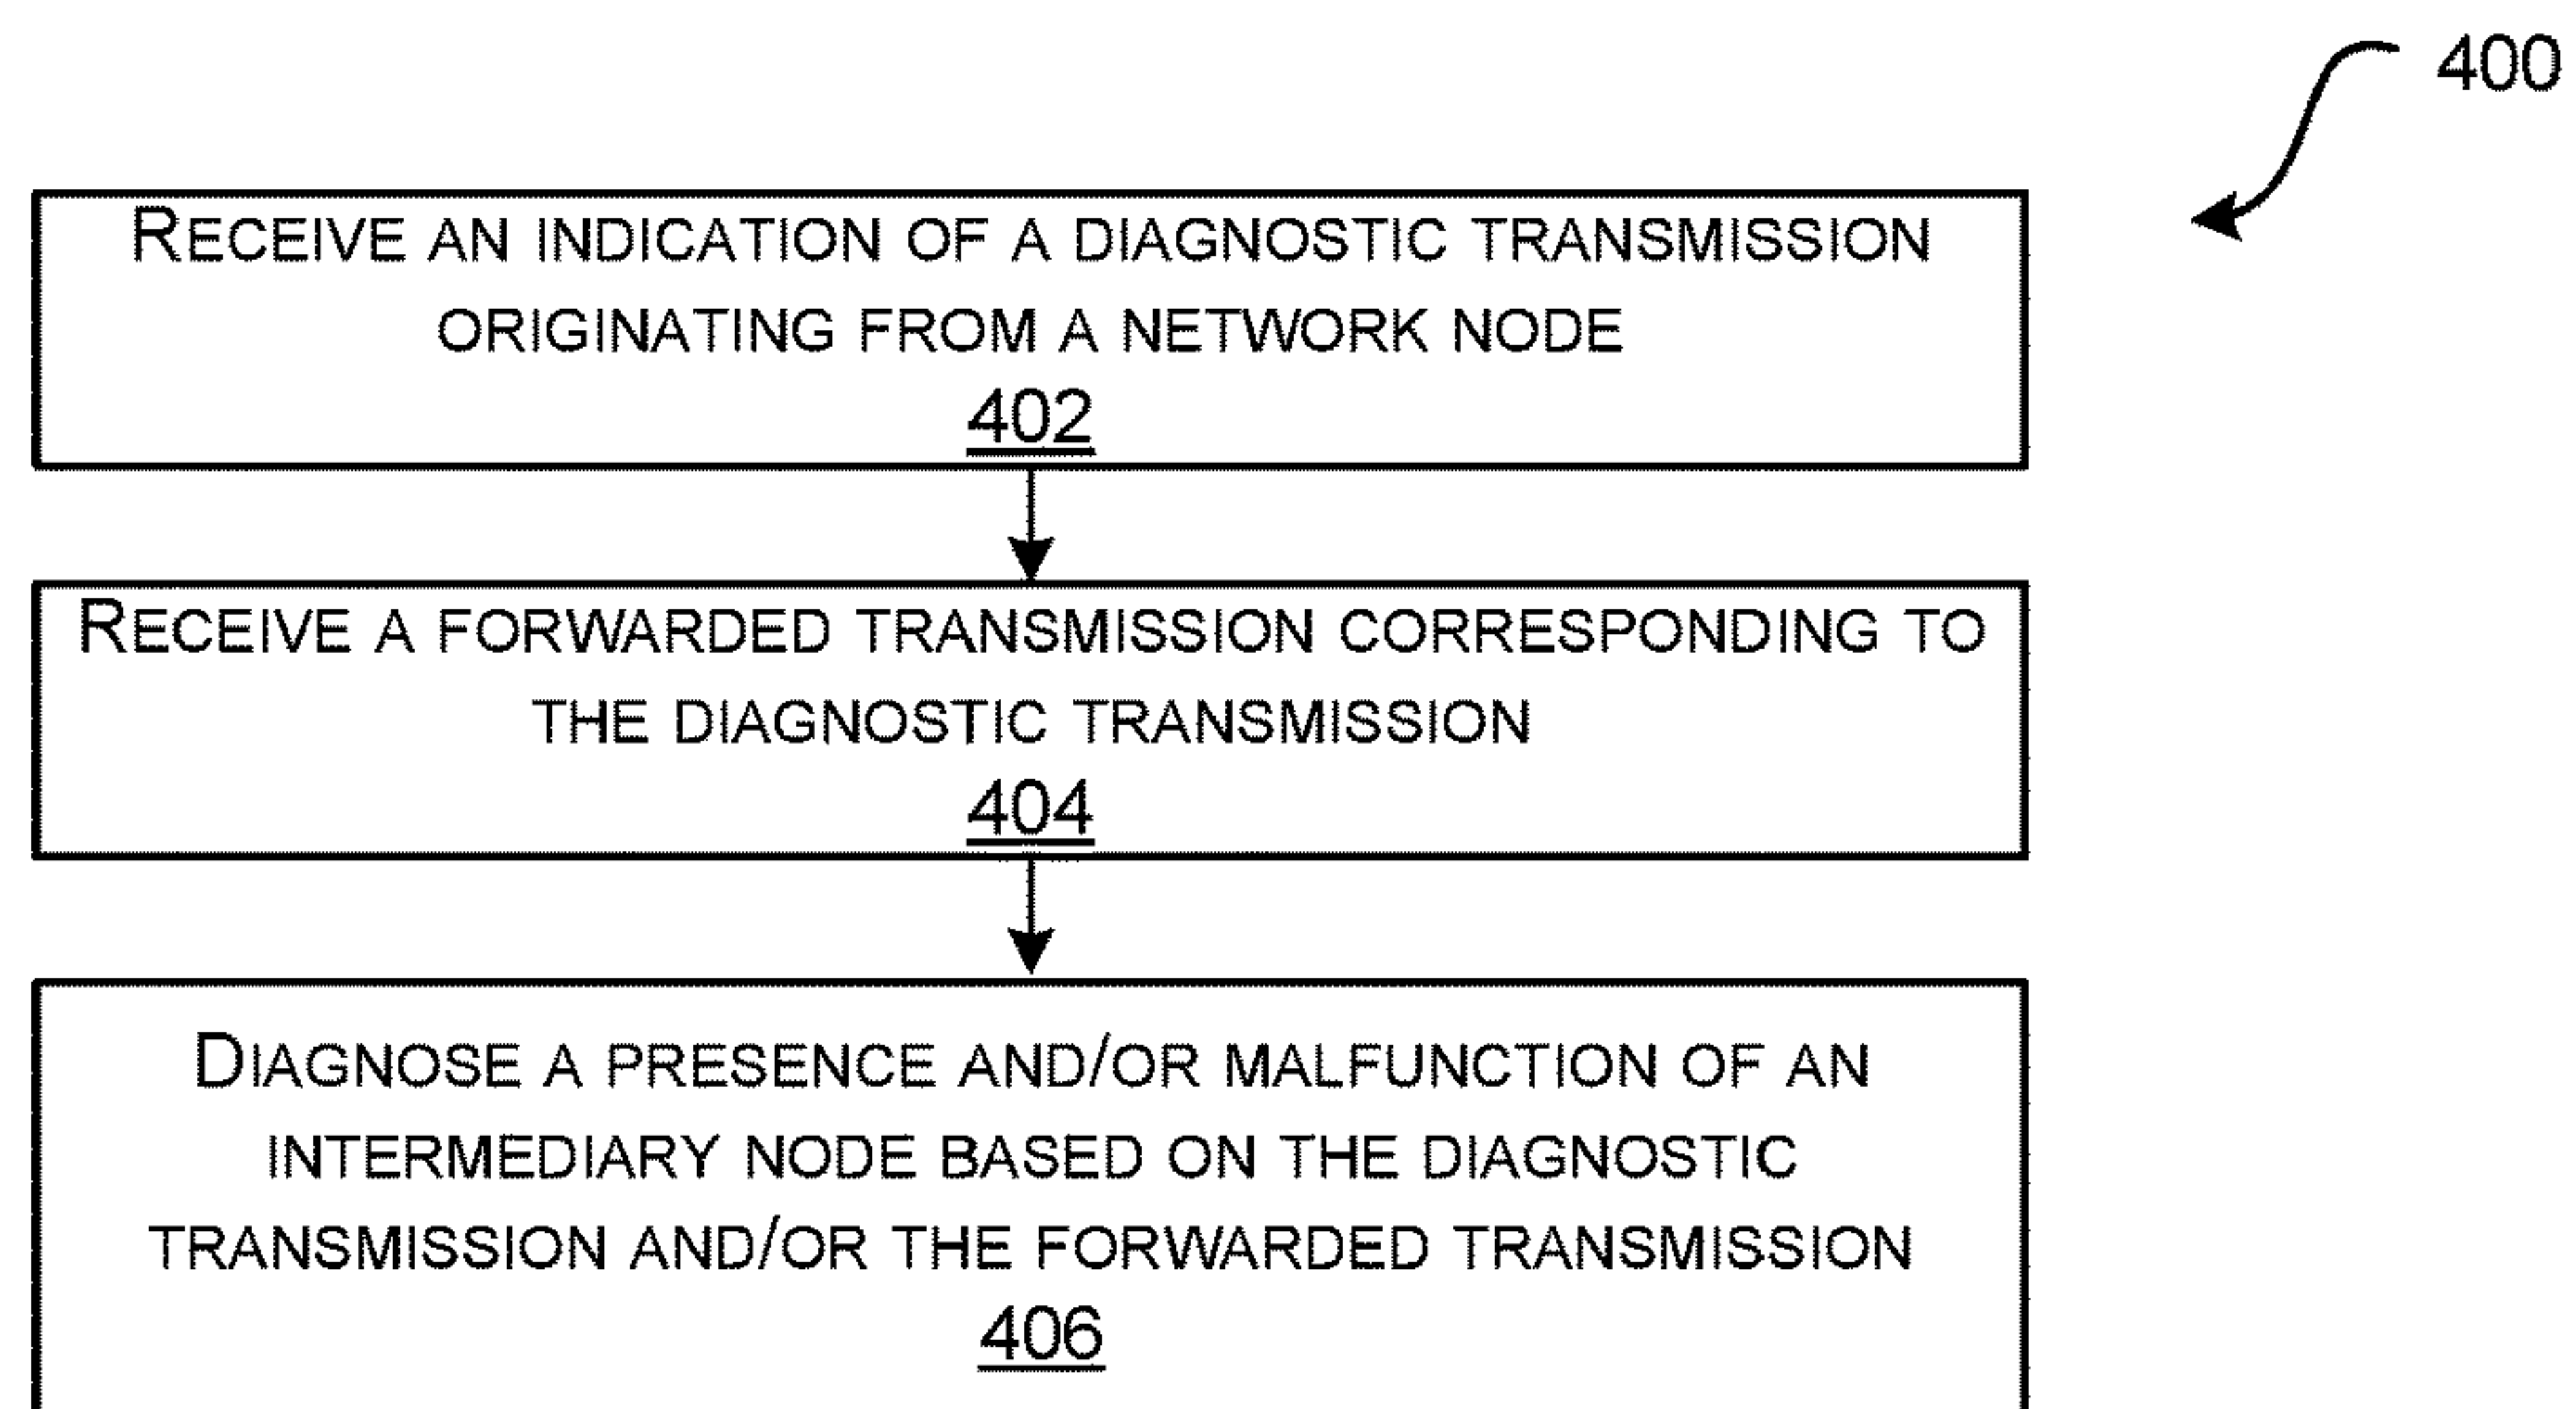 400
RECEIVE AN INDICATION OF A DIAGNOSTIC TRANSMISSION
ORIGINATING FROM A NETWORK NODE
402
RECEIVE A FORWARDED TRANSMISSION CORRESPONDING TO
THE DIAGNOSTIC TRANSMISSION
404
DIAGNOSE A PRESENCE AND/OR MALFUNCTION OF AN
INTERMEDIARY NODE BASED ON THE DIAGNOSTIC
TRANSMISSION AND/OR THE FORWARDED TRANSMISSION
406